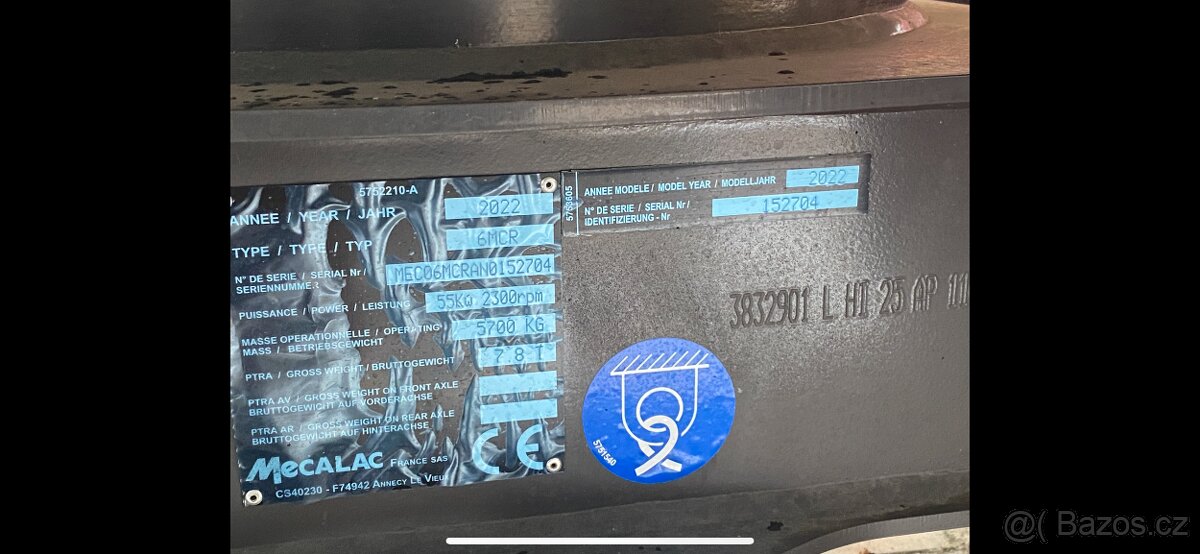 5752210-A
ANNEE / YEAR / JAHR 2022
TYPE / TYPE / TYP 6MCR
N° DE SERIE / SERIAL Nr /
SERIENNUMMER MEC06MCRAN0152704
PUISSANCE / POWER / LEISTUNG 55KW 2300rpm
MASSE OPERATIONNELLE / OPERATING
MASS / BETRIEBSGEWICHT 5700 KG
PTRA / GROSS WEIGHT / BRUTTOGEWICHT 7.8 T
PTRA AV / GROSS WEIGHT ON FRONT AXLE
BRUTTOGEWICHT AUF VORDERACHSE
PTRA AR / GROSS WEIGHT ON REAR AXLE
BRUTTOGEWICHT AUF HINTERACHSE
CE
MECALAC FRANCE SAS
CS40230 - F74942 ANNECY LE VIEUX
5753605
ANNEE MODELE / MODEL YEAR / MODELLJAHR 2022
N° DE SERIE / SERIAL Nr /
IDENTIFIZIERUNG - Nr 152704
3832901 L HI 25 AP
5751540
@( Bazos.cz